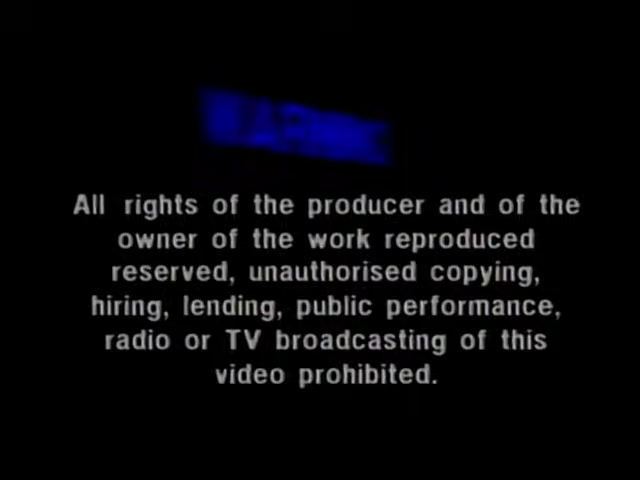 WARNING
All rights of the producer and of the
owner of the work reproduced
reserved, unauthorised copying,
hiring, lending, public performance,
radio or TV broadcasting of this
video prohibited.